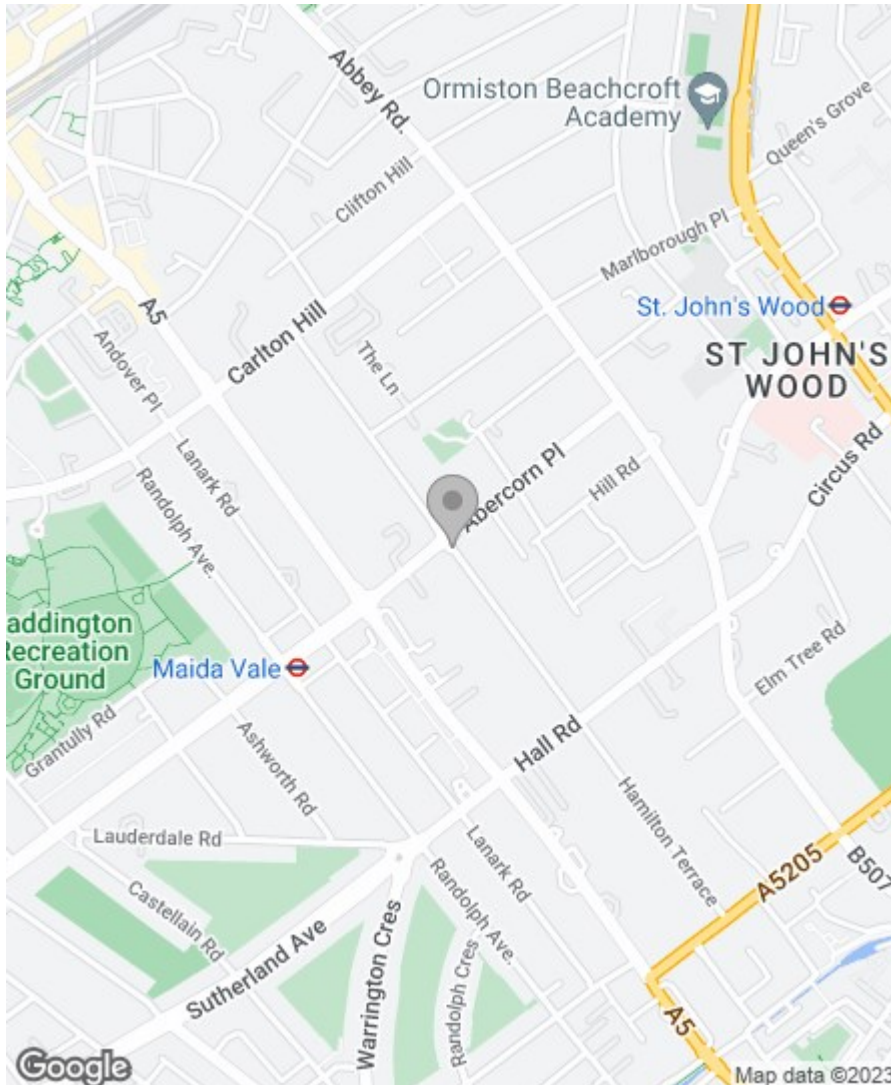 Abbey Rd.
Ormiston Beachcroft
Academy
Queen's Grove
Clifton Hill
Marlborough Pl
A5
St. John's Wood
Carlton Hill
Andover Pl
The Ln
ST JOHN'S
WOOD
Lanark Rd
Randolph Ave.
Abercorn Pl
Hill Rd
Circus Rd
addington
Recreation
Ground
Maida Vale
Elm Tree Rd
Grantully Rd
Ashworth Rd
Hall Rd
Hamilton Terrace
Lauderdale Rd
Lanark Rd
A5205
B507
Castellain Rd
Randolph Ave.
Sutherland Ave
Warrington Cres
Randolph Cres
A5
Google
Map data ©2023